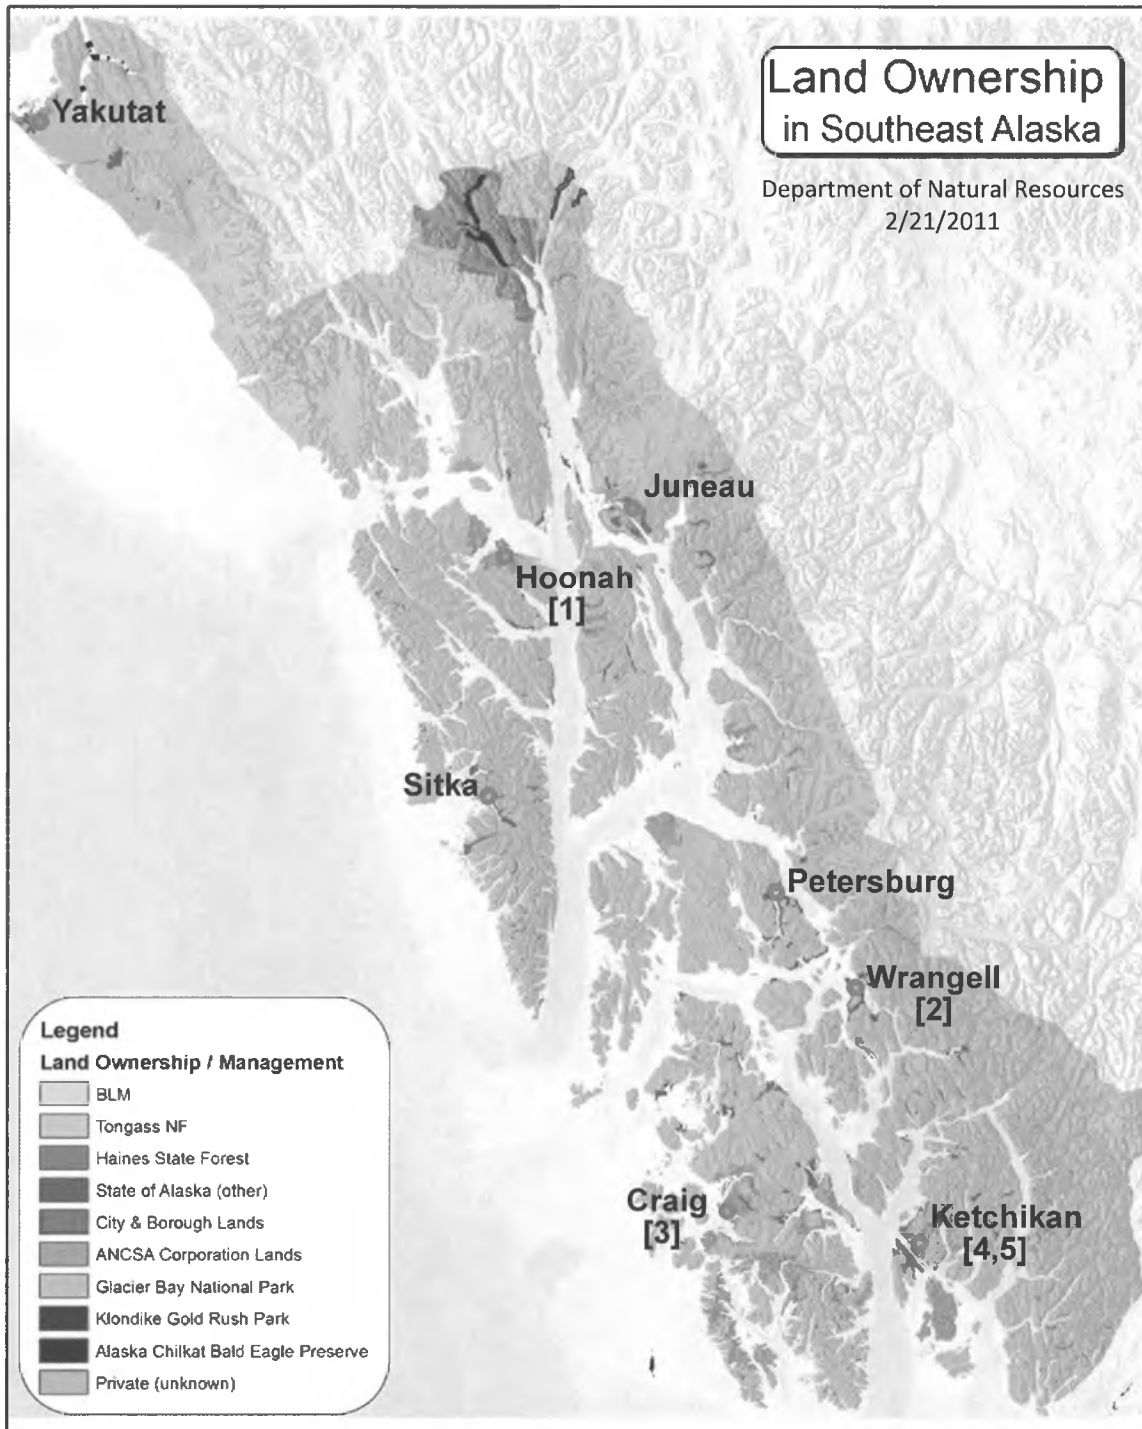 Land Ownership
in Southeast Alaska
Department of Natural Resources
2/21/2011
Yakutat
Juneau
Hoonah
[1]
Sitka
Petersburg
Wrangell
[2]
Craig
[3]
Ketchikan
[4,5]
Legend
Land Ownership / Management
BLM
Tongass NF
Haines State Forest
State of Alaska (other)
City & Borough Lands
ANCSA Corporation Lands
Glacier Bay National Park
Klondike Gold Rush Park
Alaska Chilkat Bald Eagle Preserve
Private (unknown)